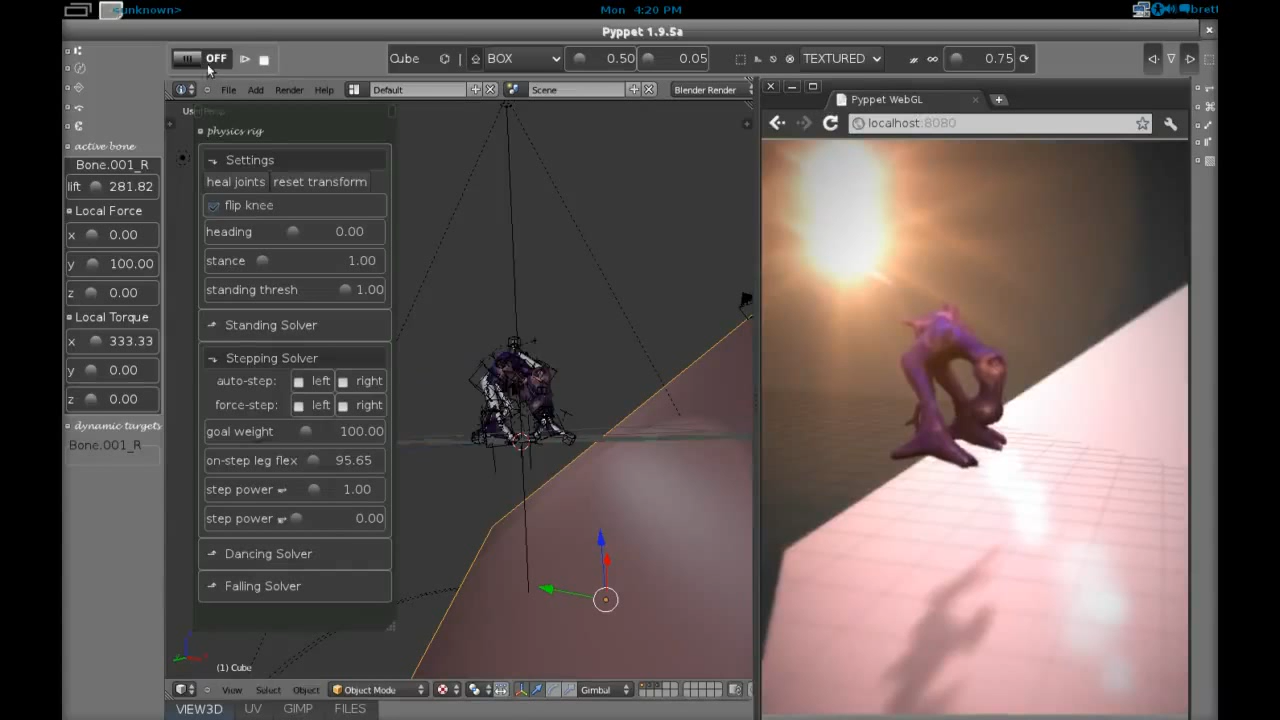 <unknown>
Mon 4:20 PM
brett
Pyppet 1.9.5a
OFF
Cube
BOX
0.50
0.05
TEXTURED
0.75
File Add Render Help
Default
Scene
Blender Render
Pyppet WebGL
localhost:8080
active bone
Bone.001_R
lift 281.82
Local Force
x 0.00
y 100.00
z 0.00
Local Torque
x 333.33
y 0.00
z 0.00
dynamic targets
Bone.001_R
physics rig
Settings
heal joints reset transform
flip knee
heading 0.00
stance 1.00
standing thresh 1.00
Standing Solver
Stepping Solver
auto-step: left right
force-step: left right
goal weight 100.00
on-step leg flex 95.65
step power 1.00
step power 0.00
Dancing Solver
Falling Solver
(1) Cube
View Select Object
Object Mode
Gimbal
VIEW3D UV GIMP FILES